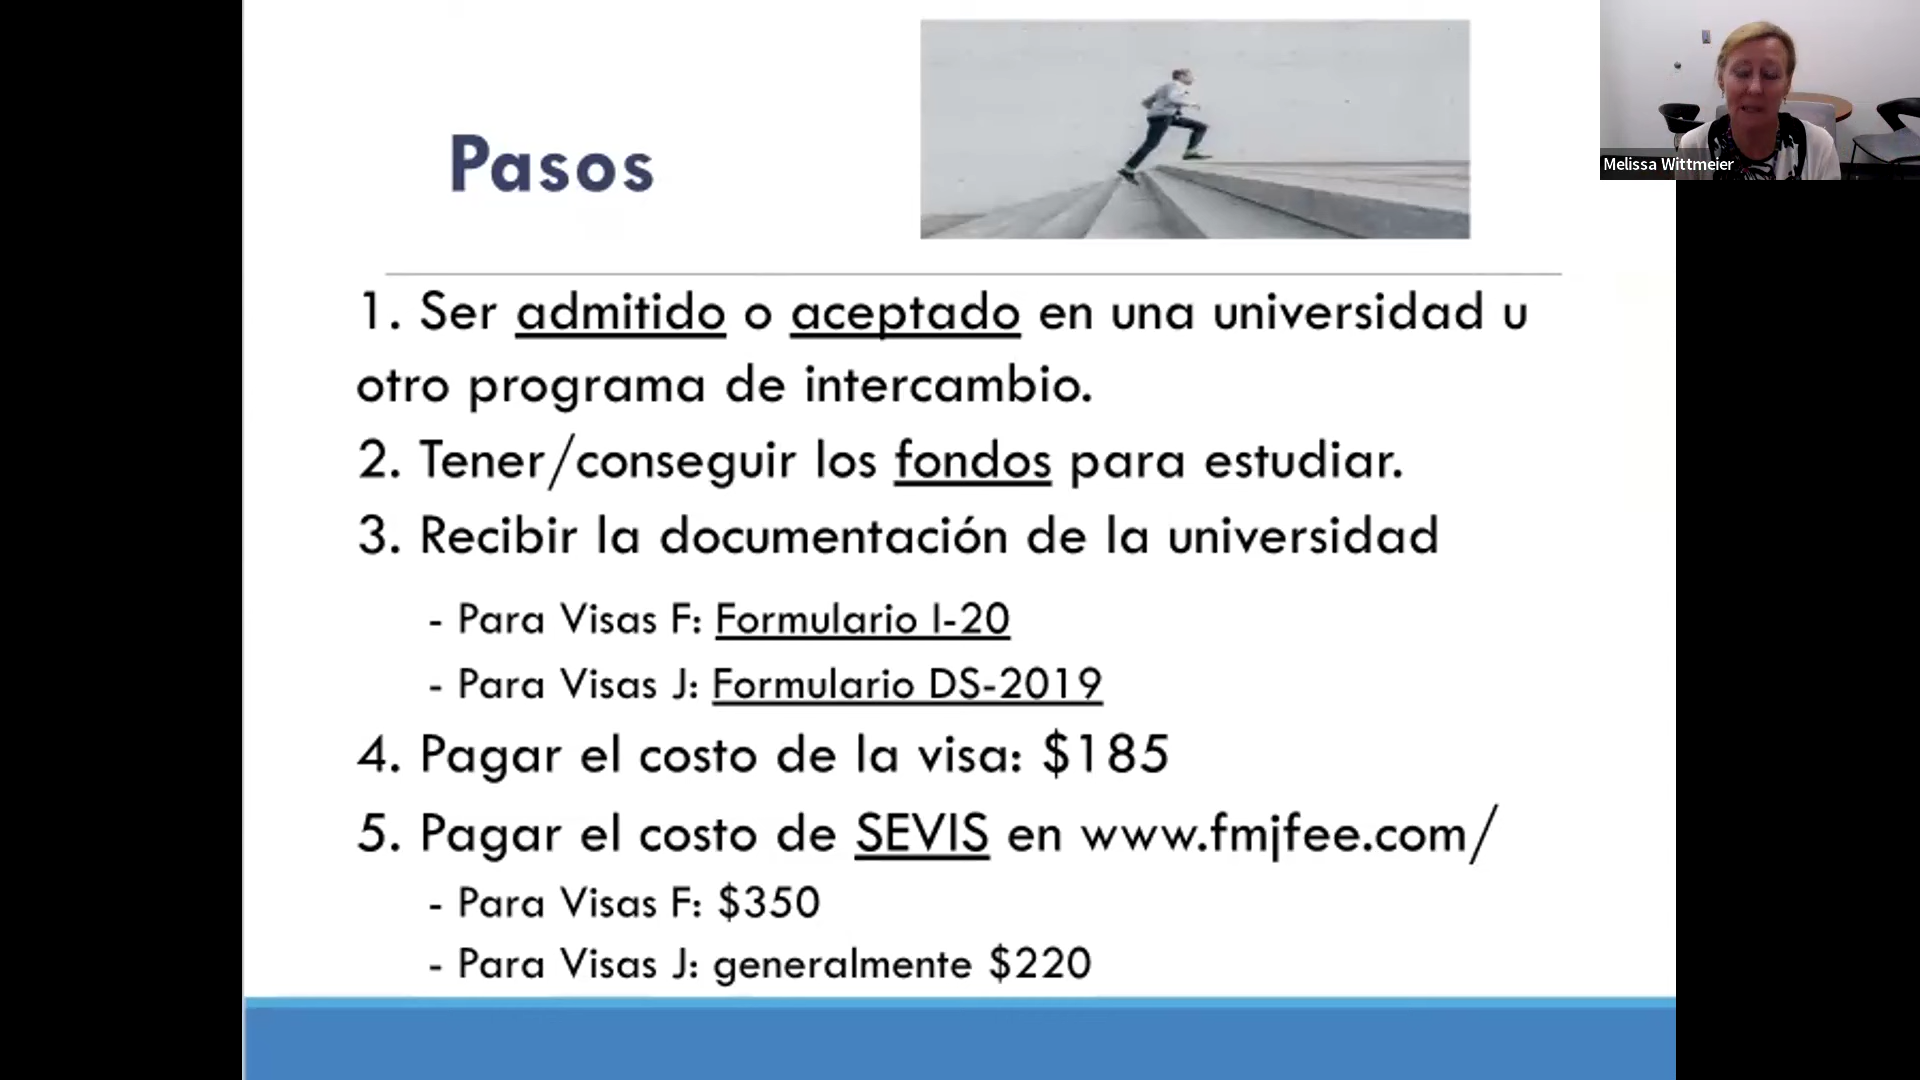 Pasos
Melissa Wittmeier
1. Ser admitido o aceptado en una universidad u
otro programa de intercambio.
2. Tener/conseguir los fondos para estudiar.
3. Recibir la documentación de la universidad
- Para Visas F: Formulario I-20
- Para Visas J: Formulario DS-2019
4. Pagar el costo de la visa: $185
5. Pagar el costo de SEVIS en www.fmjfee.com/
- Para Visas F: $350
- Para Visas J: generalmente $220